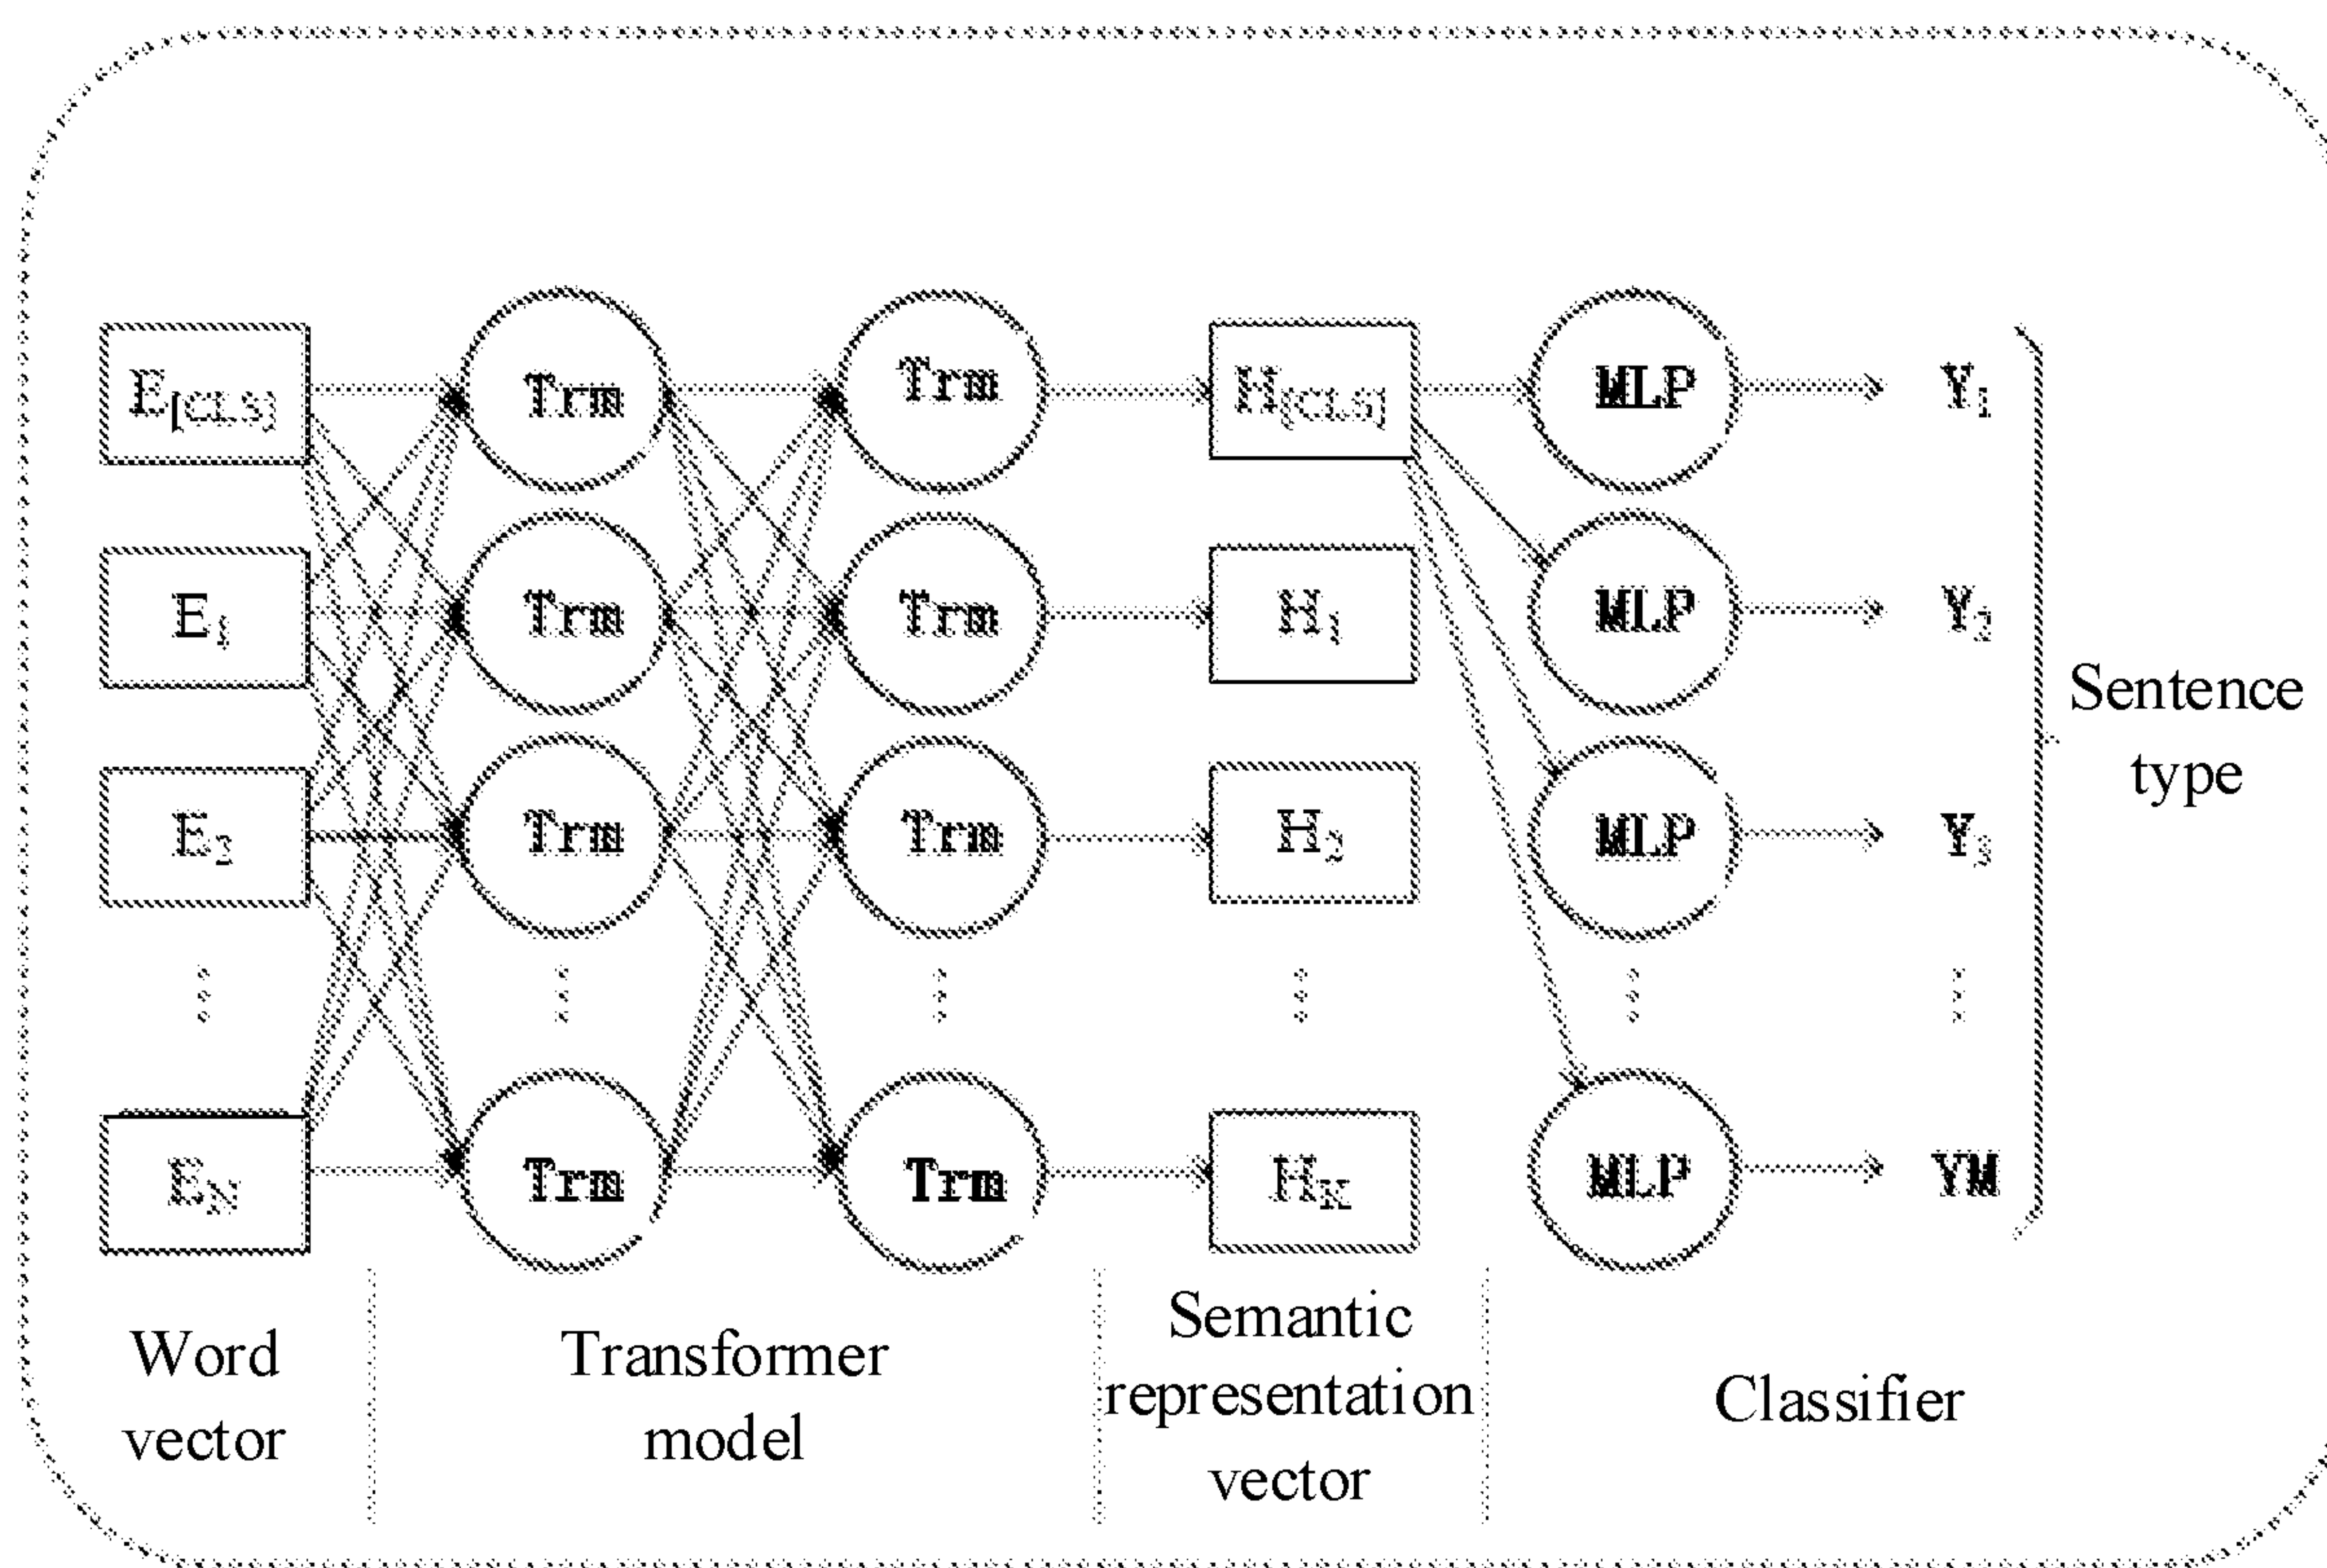 E[CLS] Trm Trm H[CLS] MLP Y1
E1 Trm Trm H1 MLP Y2
E2 Trm Trm H2 MLP Y3
EN Trm Trm HN MLP YM
Sentence
type
Word
vector
Transformer
model
Semantic
representation
vector
Classifier